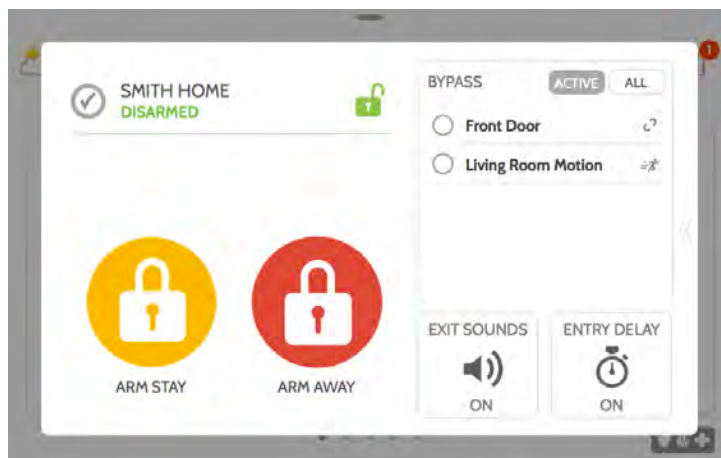 1
SMITH HOME
DISARMED
ARM STAY
ARM AWAY
BYPASS
ACTIVE
ALL
Front Door
Living Room Motion
EXIT SOUNDS
ON
ENTRY DELAY
ON